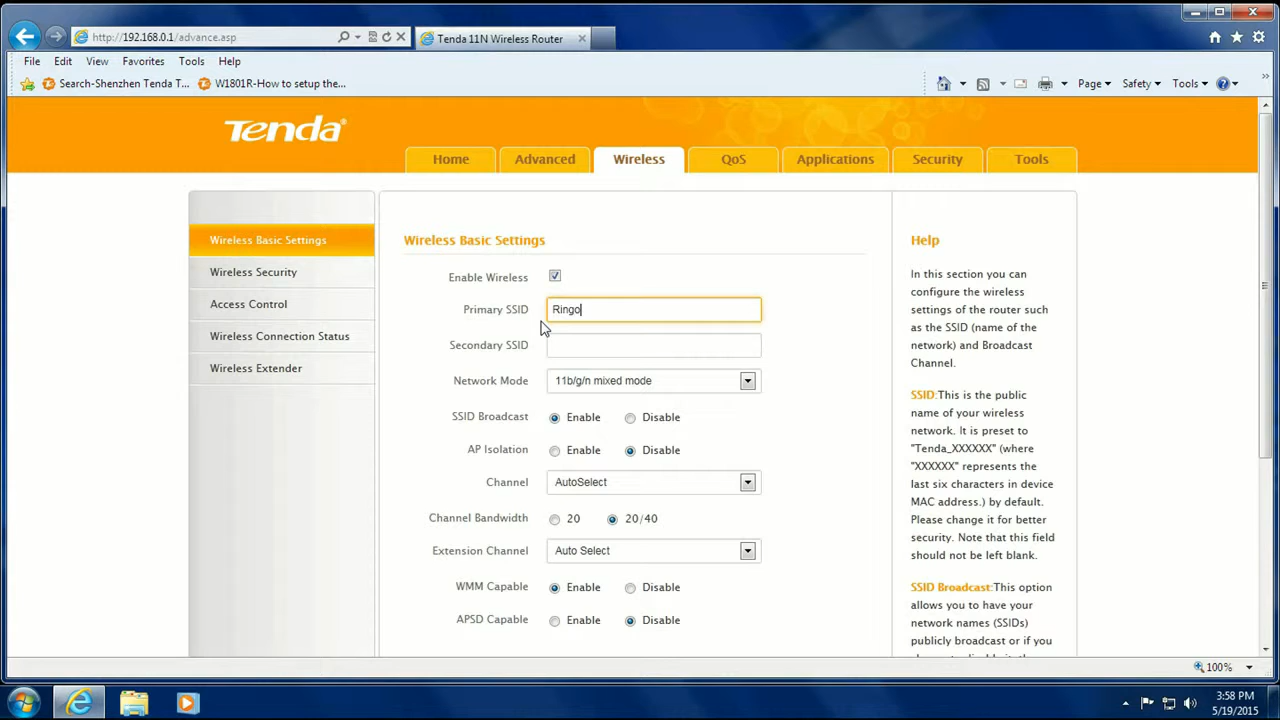 http://192.168.0.1/advance.asp
Tenda 11N Wireless Router
File Edit View Favorites Tools Help
Search-Shenzhen Tenda T... W1801R-How to setup the...
Page Safety Tools
Tenda
Home Advanced Wireless QoS Applications Security Tools
Wireless Basic Settings
Wireless Security
Access Control
Wireless Connection Status
Wireless Extender
Wireless Basic Settings
Enable Wireless
Primary SSID Ringo
Secondary SSID
Network Mode 11b/g/n mixed mode
SSID Broadcast Enable Disable
AP Isolation Enable Disable
Channel AutoSelect
Channel Bandwidth 20 20/40
Extension Channel Auto Select
WMM Capable Enable Disable
APSD Capable Enable Disable
Help
In this section you can
configure the wireless
settings of the router such
as the SSID (name of the
network) and Broadcast
Channel.
SSID:This is the public
name of your wireless
network. It is preset to
"Tenda_XXXXXX" (where
"XXXXXX" represents the
last six characters in device
MAC address.) by default.
Please change it for better
security. Note that this field
should not be left blank.
SSID Broadcast:This option
allows you to have your
network names (SSIDs)
publicly broadcast or if you
100%
3:58 PM
5/19/2015